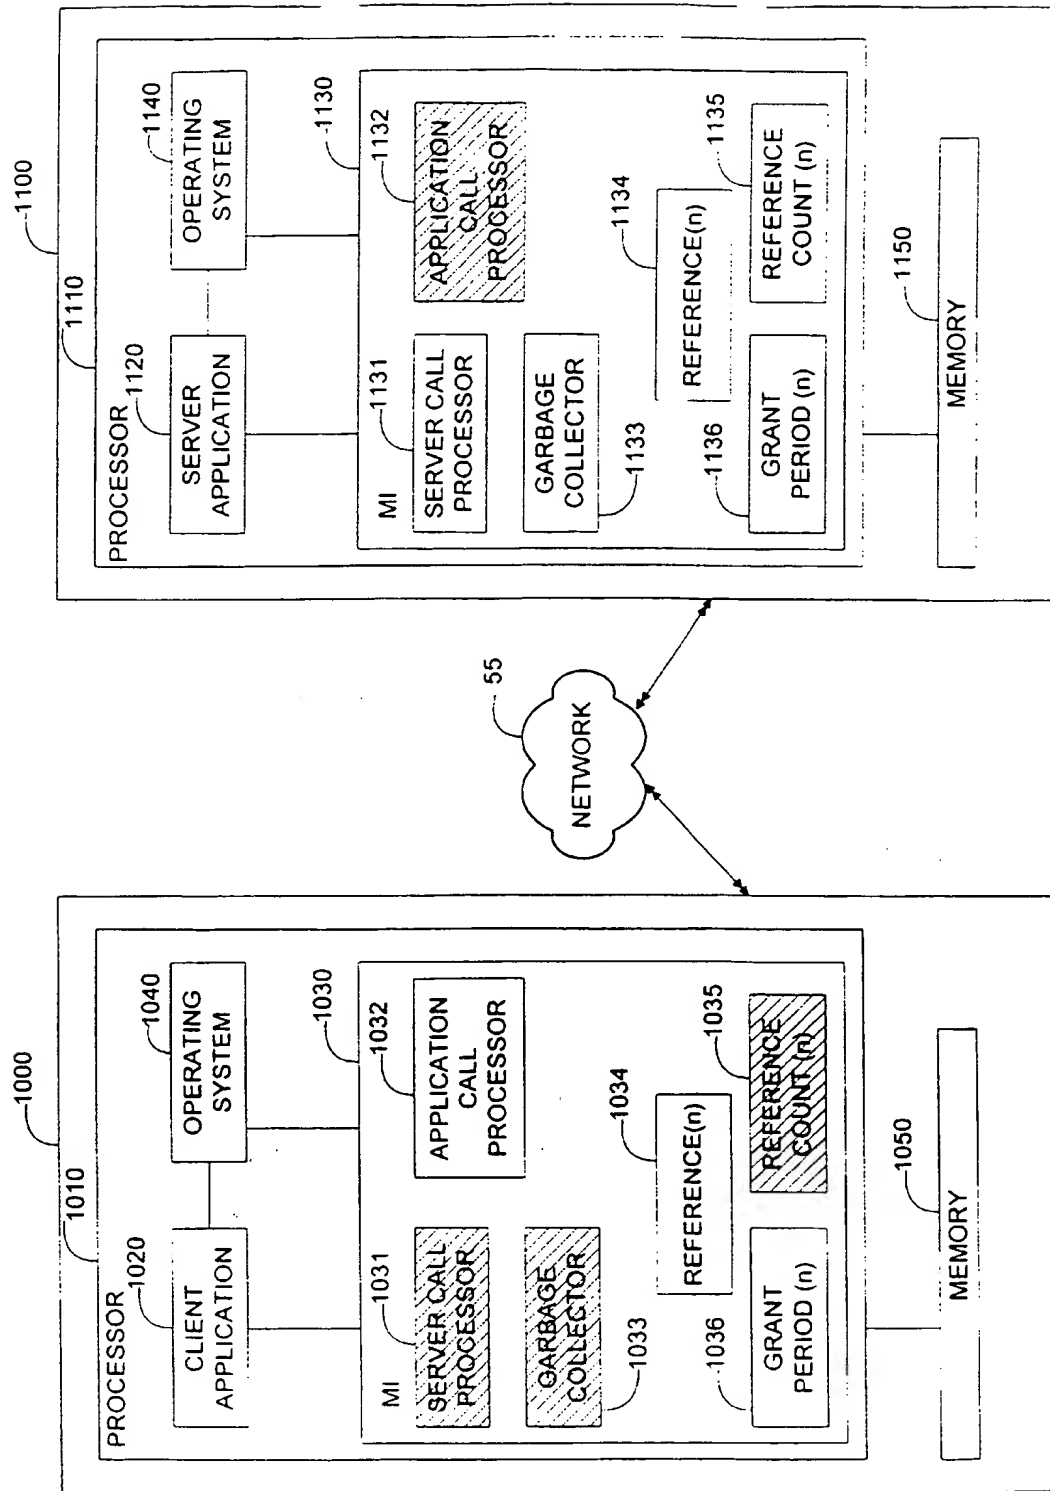 1000
1010
PROCESSOR
1020
CLIENT
APPLICATION
1040
OPERATING
SYSTEM
1030
MI
1031
SERVER CALL
PROCESSOR
1032
APPLICATION
CALL
PROCESSOR
GARBAGE
COLLECTOR
1033
1034
REFERENCE(n)
1035
REFERENCE
COUNT (n)
1036
GRANT
PERIOD (n)
1050
MEMORY
55
NETWORK
1100
1110
PROCESSOR
1120
SERVER
APPLICATION
1140
OPERATING
SYSTEM
1130
MI
1131
SERVER CALL
PROCESSOR
1132
APPLICATION
CALL
PROCESSOR
GARBAGE
COLLECTOR
1133
1134
REFERENCE(n)
1135
REFERENCE
COUNT (n)
1136
GRANT
PERIOD (n)
1150
MEMORY